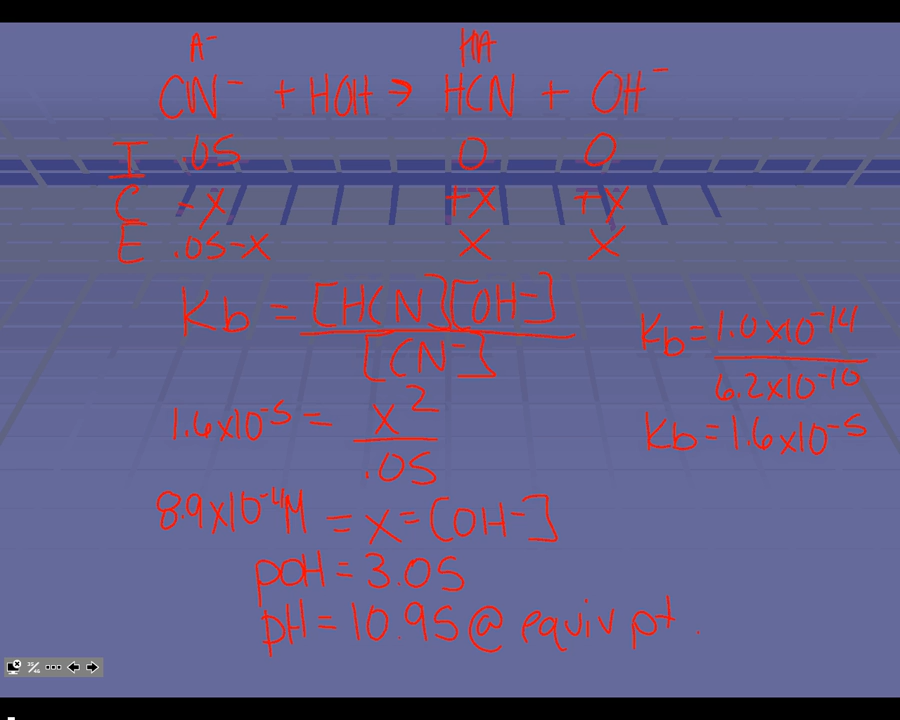 A⁻ HA
CN⁻ + HOH → HCN + OH⁻
I .05 0 0
C -x +x +x
E .05-x x x
Kb = [HCN][OH⁻] / [CN⁻]
Kb = 1.0x10⁻¹⁴ / 6.2x10⁻¹⁰
1.6x10⁻⁵ = x² / .05
Kb = 1.6x10⁻⁵
8.9x10⁻⁴M = x = [OH⁻]
pOH = 3.05
pH = 10.95 @ equiv pt.